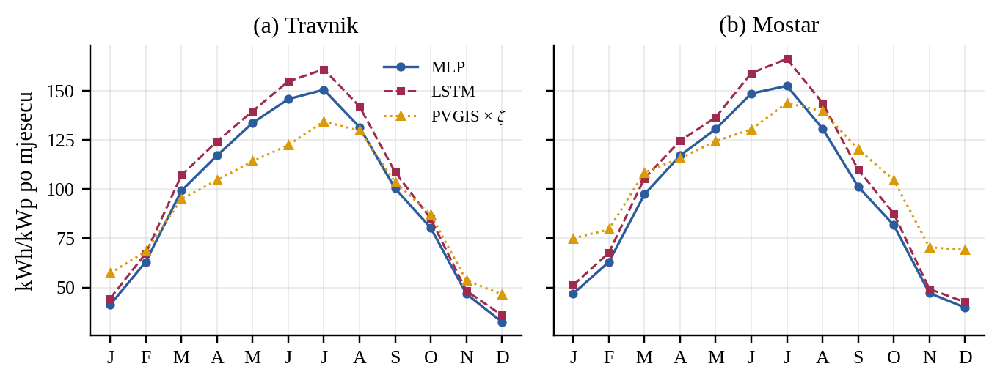 (a) Travnik
(b) Mostar
MLP
LSTM
PVGIS × ζ
kWh/kWp po mjesecu
150
125
100
75
50
J F M A M J J A S O N D
J F M A M J J A S O N D